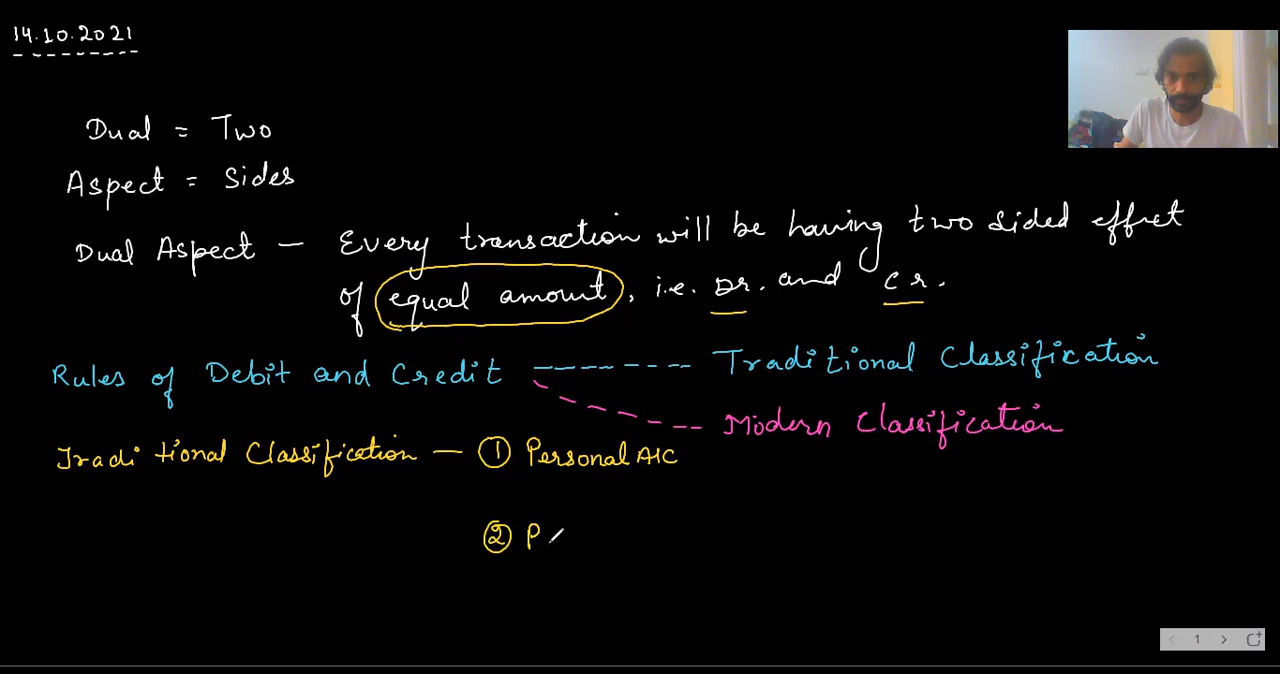 14.10.2021
Dual = Two
Aspect = Sides
Dual Aspect — Every transaction will be having two sided effect
of equal amount, i.e. Dr. and Cr.
Rules of Debit and Credit ------- Traditional Classification
Modern Classification
Traditional Classification — ① Personal A/C
② P
1